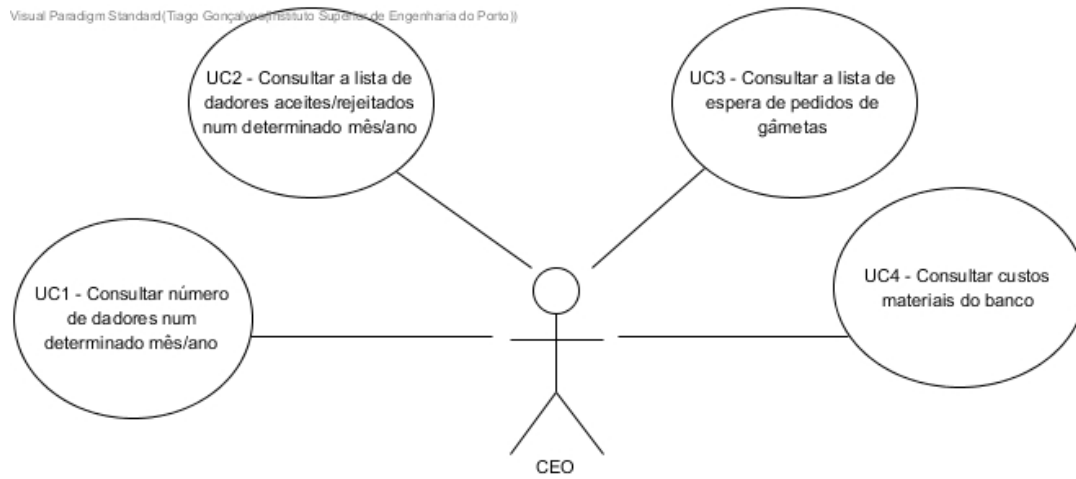 Visual Paradigm Standard(Tiago Gonçalves(Instituto Superior de Engenharia do Porto))
UC2 - Consultar a lista de
dadores aceites/rejeitados
num determinado mês/ano
UC3 - Consultar a lista de
espera de pedidos de
gâmetas
UC1 - Consultar número
de dadores num
determinado mês/ano
UC4 - Consultar custos
materiais do banco
CEO